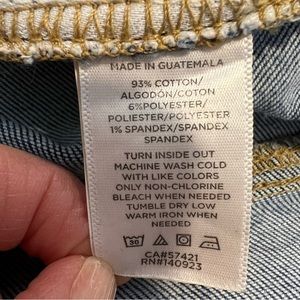 MADE IN GUATEMALA
93% COTTON/
ALGODÓN/COTON
6%POLYESTER/
POLIESTER/POLYESTER
1% SPANDEX/SPANDEX
SPANDEX
TURN INSIDE OUT
MACHINE WASH COLD
WITH LIKE COLORS
ONLY NON-CHLORINE
BLEACH WHEN NEEDED
TUMBLE DRY LOW
WARM IRON WHEN
NEEDED
30
CA#57421
RN#140923